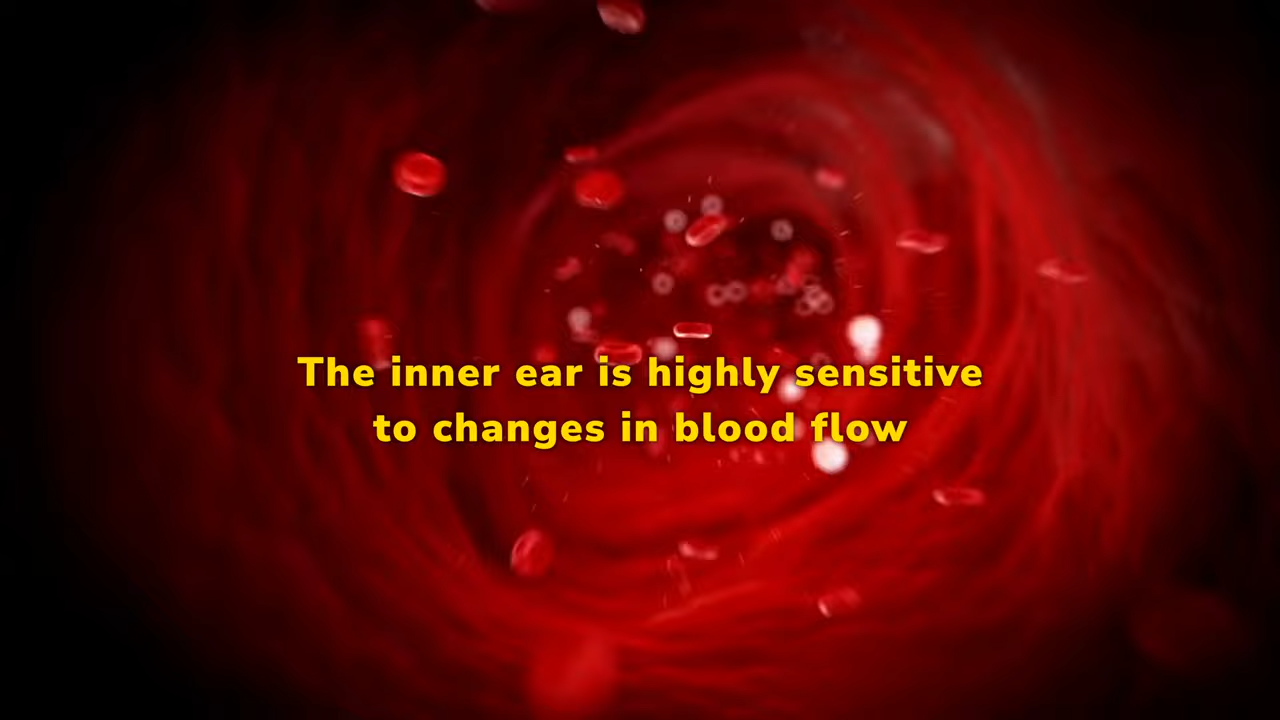 The inner ear is highly sensitive
to changes in blood flow